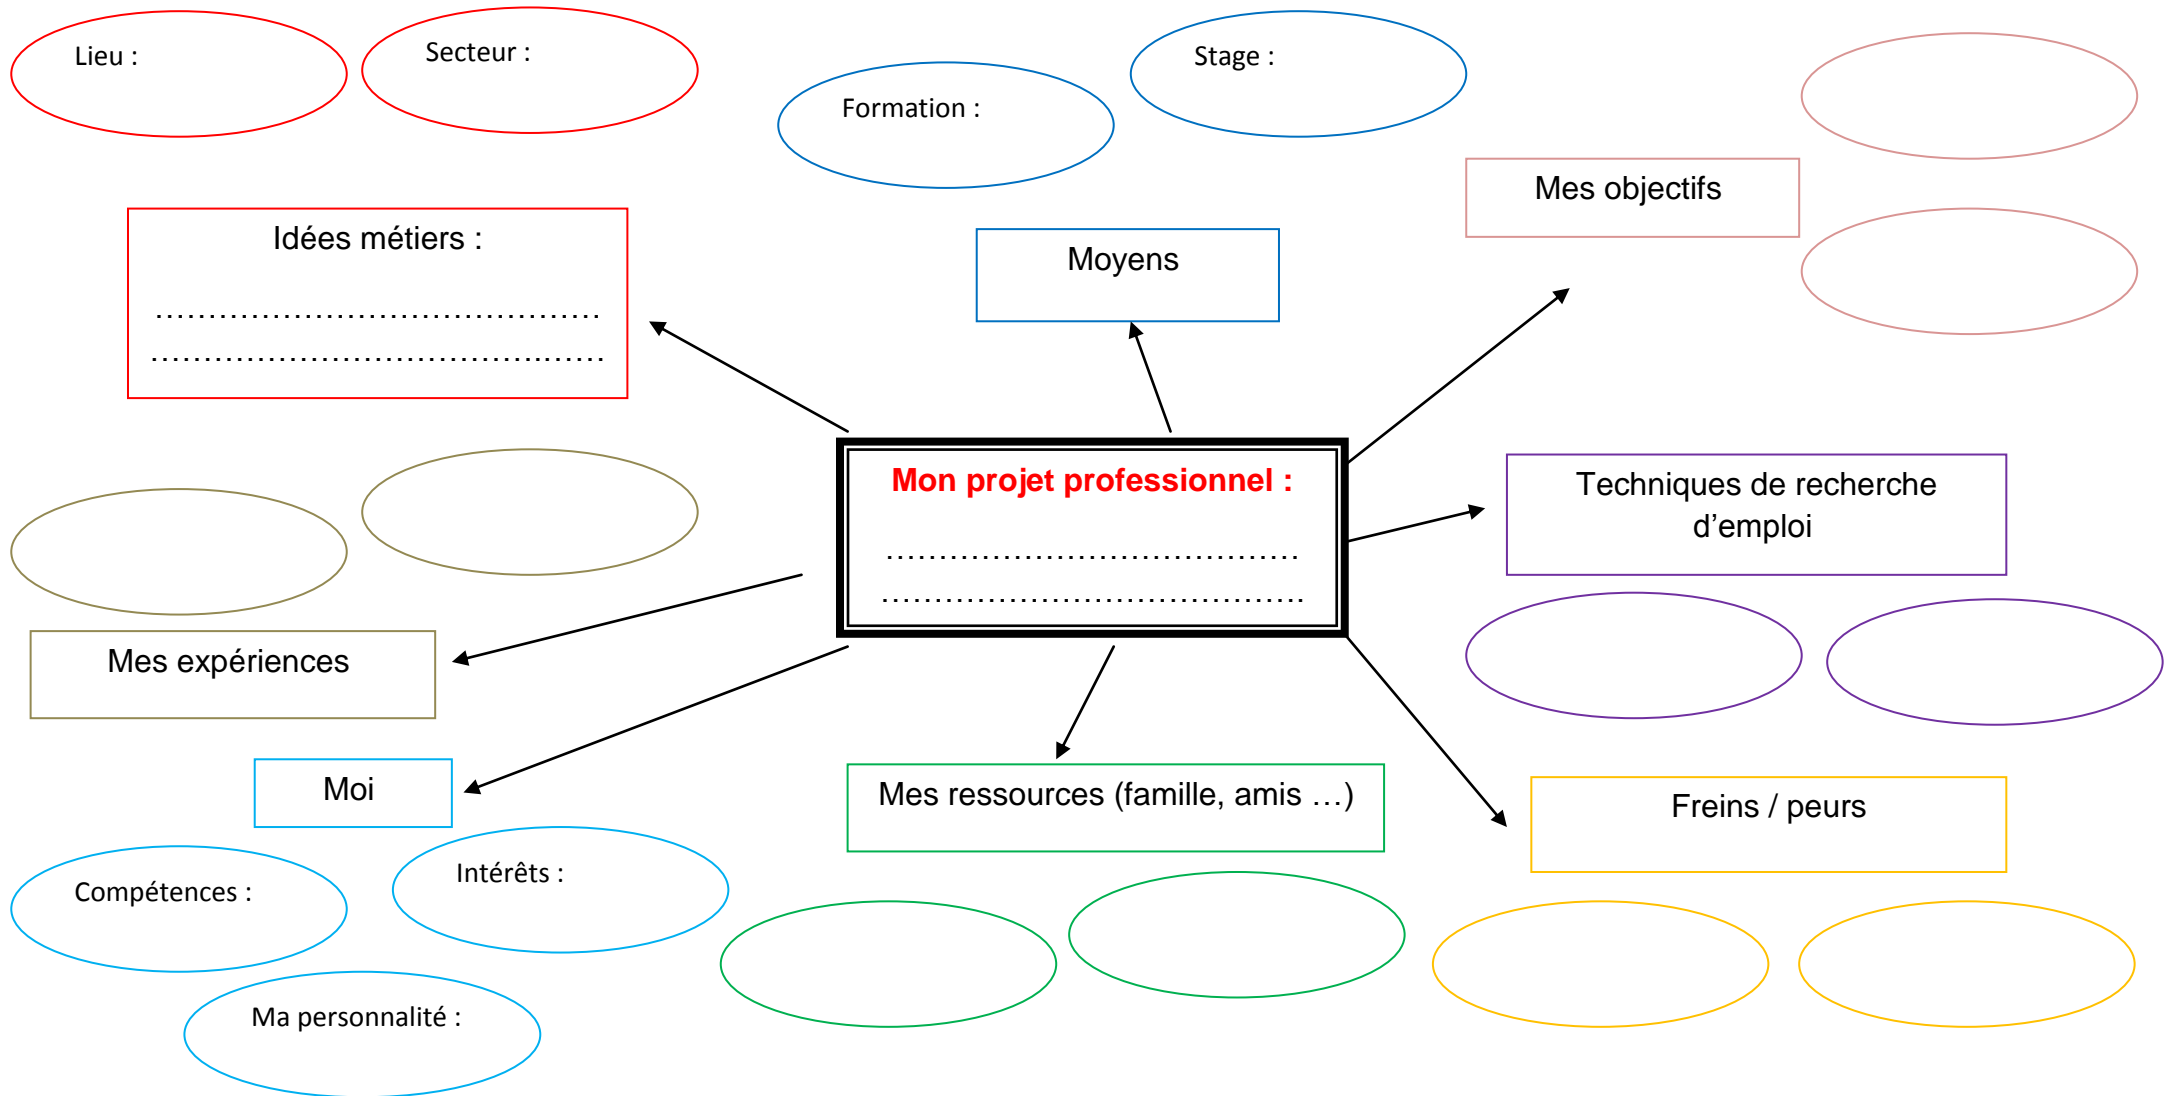 Lieu :
Secteur :
Formation :
Stage :
Mes objectifs
Idées métiers :
……………………………………
……………………………………
Moyens
Mon projet professionnel :
…………………………………
………………………………….
Techniques de recherche
d’emploi
Mes expériences
Moi
Mes ressources (famille, amis …)
Freins / peurs
Compétences :
Intérêts :
Ma personnalité :